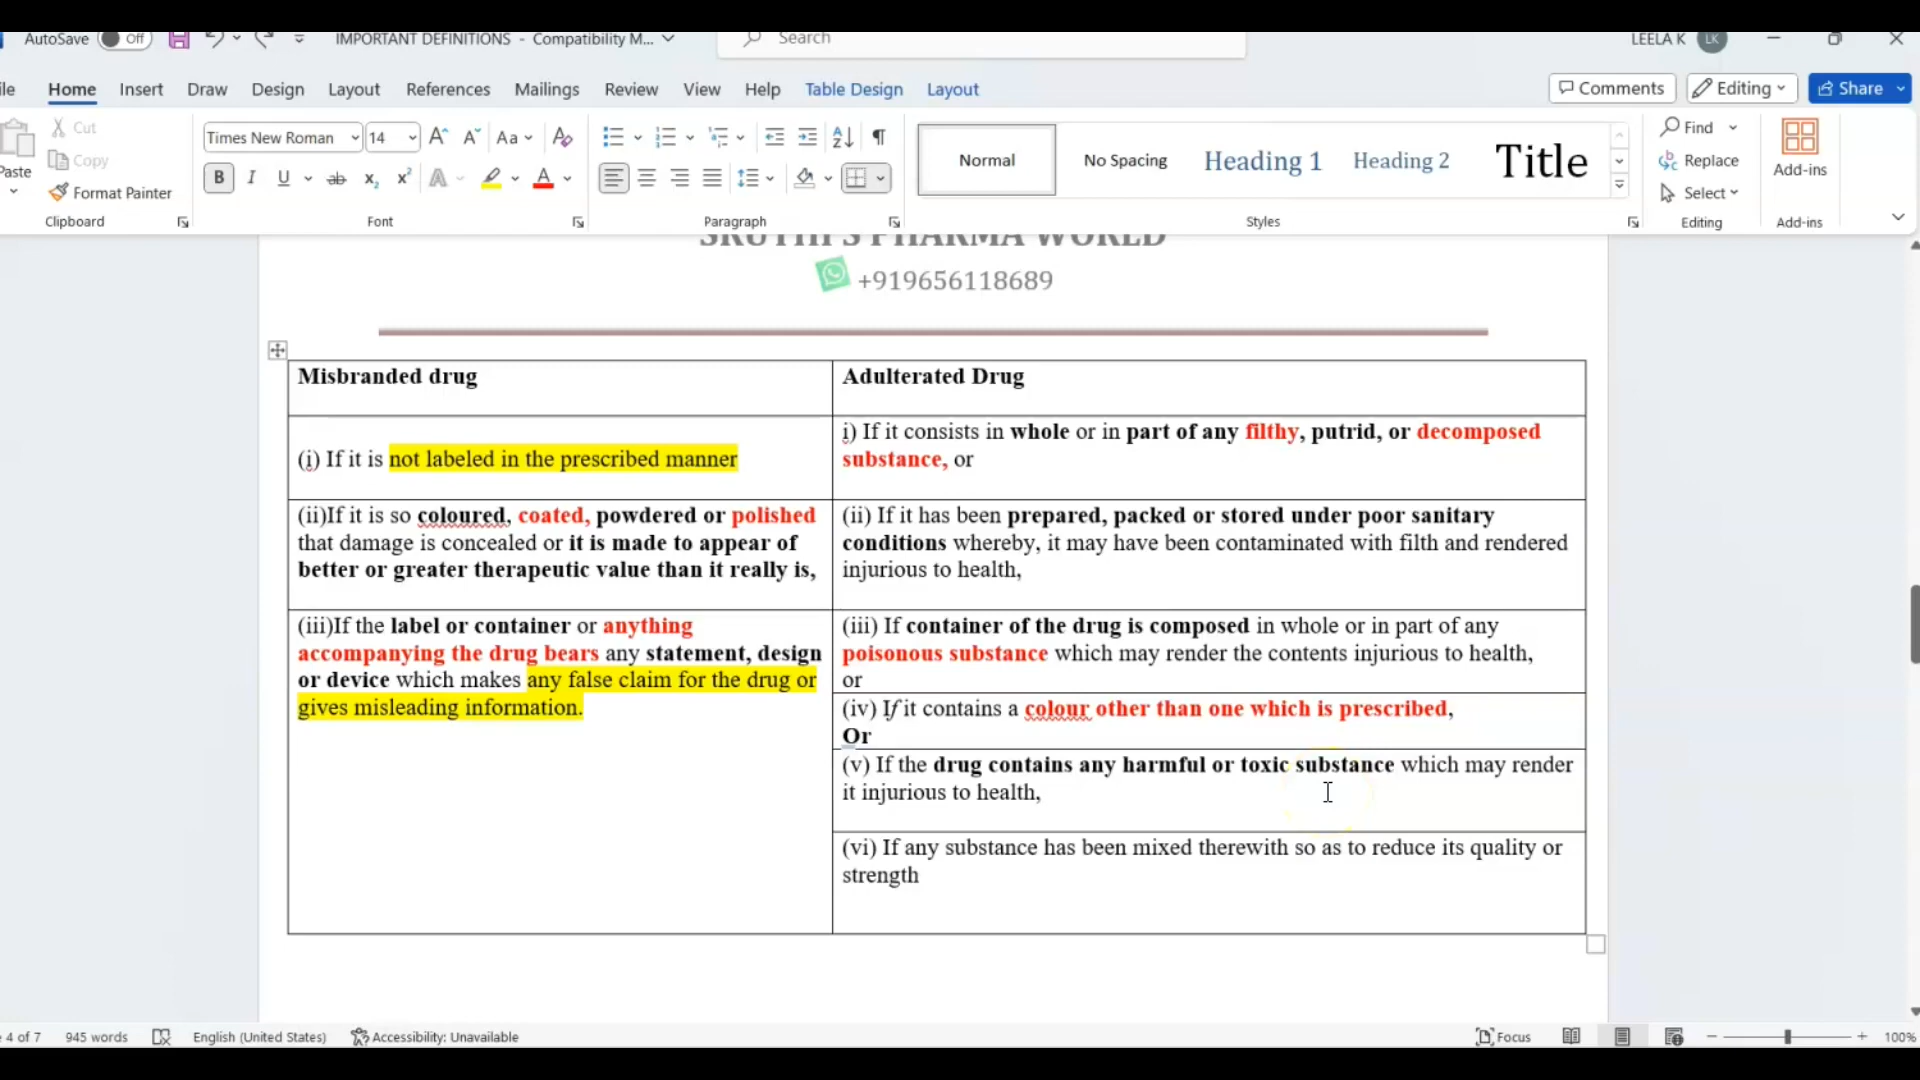 AutoSave Off IMPORTANT DEFINITIONS - Compatibility M... Search LEELA K LK
ile Home Insert Draw Design Layout References Mailings Review View Help Table Design Layout Comments Editing Share
Cut
Copy
Paste
Format Painter
Clipboard
Times New Roman 14 Aa
B I U ab x₂ x² A A
Font
Paragraph
Normal No Spacing Heading 1 Heading 2 Title
Styles
Find
Replace
Select
Editing
Add-ins
Add-ins
SRUTHI'S PHARMA WORLD
+919656118689
Misbranded drug
Adulterated Drug
(i) If it is not labeled in the prescribed manner
i) If it consists in whole or in part of any filthy, putrid, or decomposed
substance, or
(ii)If it is so coloured, coated, powdered or polished
that damage is concealed or it is made to appear of
better or greater therapeutic value than it really is,
(ii) If it has been prepared, packed or stored under poor sanitary
conditions whereby, it may have been contaminated with filth and rendered
injurious to health,
(iii)If the label or container or anything
accompanying the drug bears any statement, design
or device which makes any false claim for the drug or
gives misleading information.
(iii) If container of the drug is composed in whole or in part of any
poisonous substance which may render the contents injurious to health,
or
(iv) If it contains a colour other than one which is prescribed,
Or
(v) If the drug contains any harmful or toxic substance which may render
it injurious to health,
(vi) If any substance has been mixed therewith so as to reduce its quality or
strength
4 of 7 945 words English (United States) Accessibility: Unavailable Focus 100%